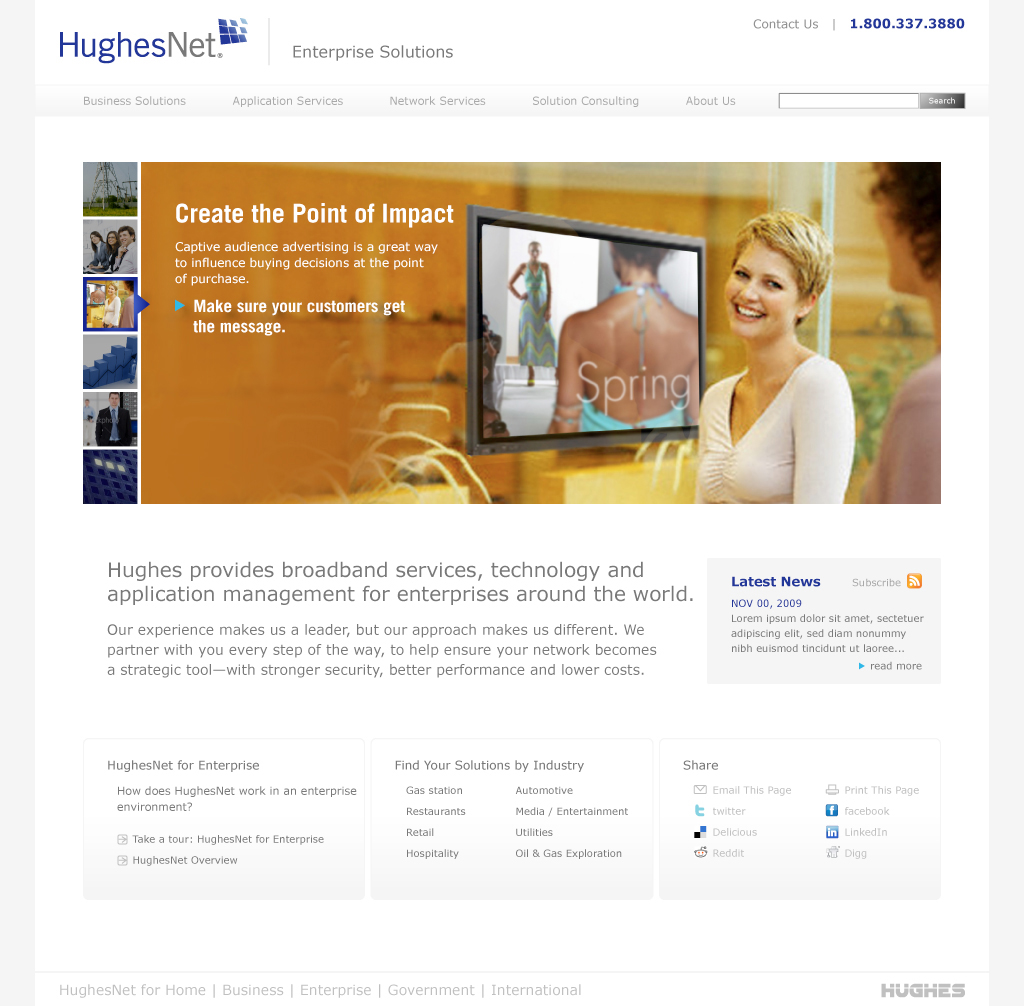 HughesNet®
Enterprise Solutions
Contact Us | 1.800.337.3880
Business Solutions
Application Services
Network Services
Solution Consulting
About Us
Search
Create the Point of Impact
Captive audience advertising is a great way
to influence buying decisions at the point
of purchase.
Make sure your customers get
the message.
Spring
Hughes provides broadband services, technology and
application management for enterprises around the world.
Our experience makes us a leader, but our approach makes us different. We
partner with you every step of the way, to help ensure your network becomes
a strategic tool—with stronger security, better performance and lower costs.
Latest News
Subscribe
NOV 00, 2009
Lorem ipsum dolor sit amet, sectetuer
adipiscing elit, sed diam nonummy
nibh euismod tincidunt ut laoree...
read more
HughesNet for Enterprise
How does HughesNet work in an enterprise
environment?
Take a tour: HughesNet for Enterprise
HughesNet Overview
Find Your Solutions by Industry
Gas station
Automotive
Restaurants
Media / Entertainment
Retail
Utilities
Hospitality
Oil & Gas Exploration
Share
Email This Page
Print This Page
twitter
facebook
Delicious
LinkedIn
Reddit
Digg
HughesNet for Home | Business | Enterprise | Government | International
HUGHES